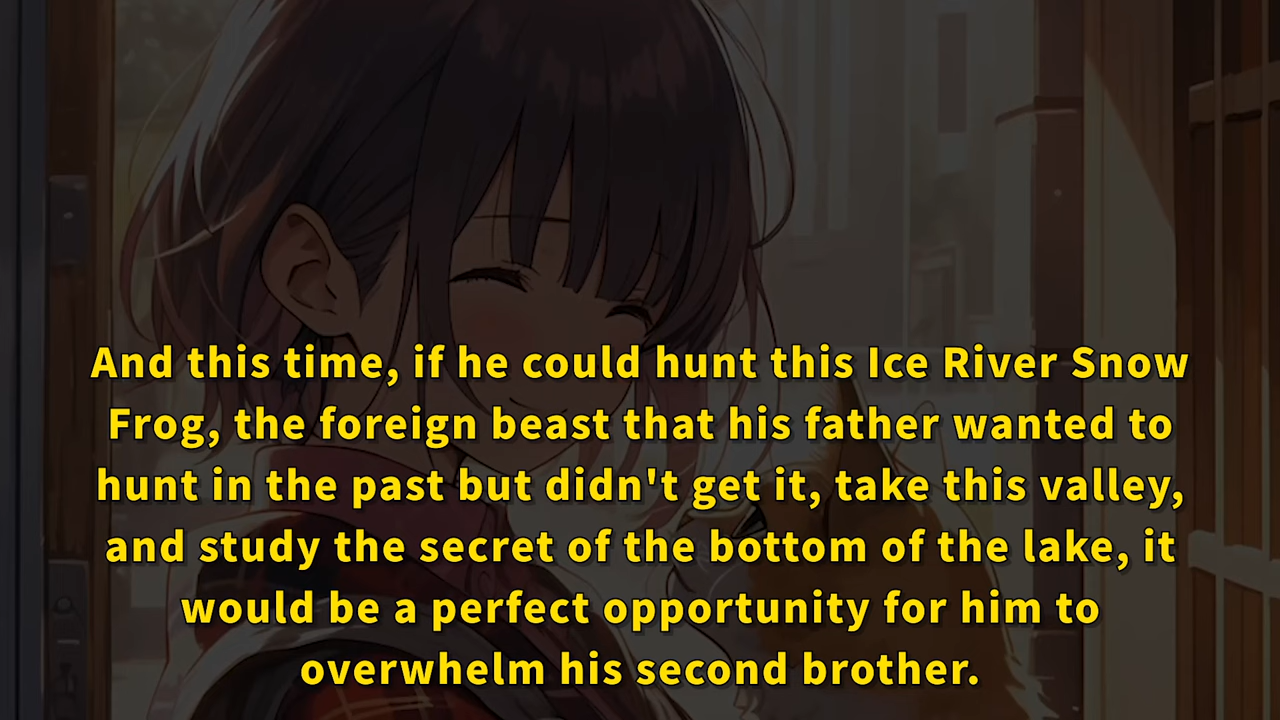 And this time, if he could hunt this Ice River Snow
Frog, the foreign beast that his father wanted to
hunt in the past but didn't get it, take this valley,
and study the secret of the bottom of the lake, it
would be a perfect opportunity for him to
overwhelm his second brother.